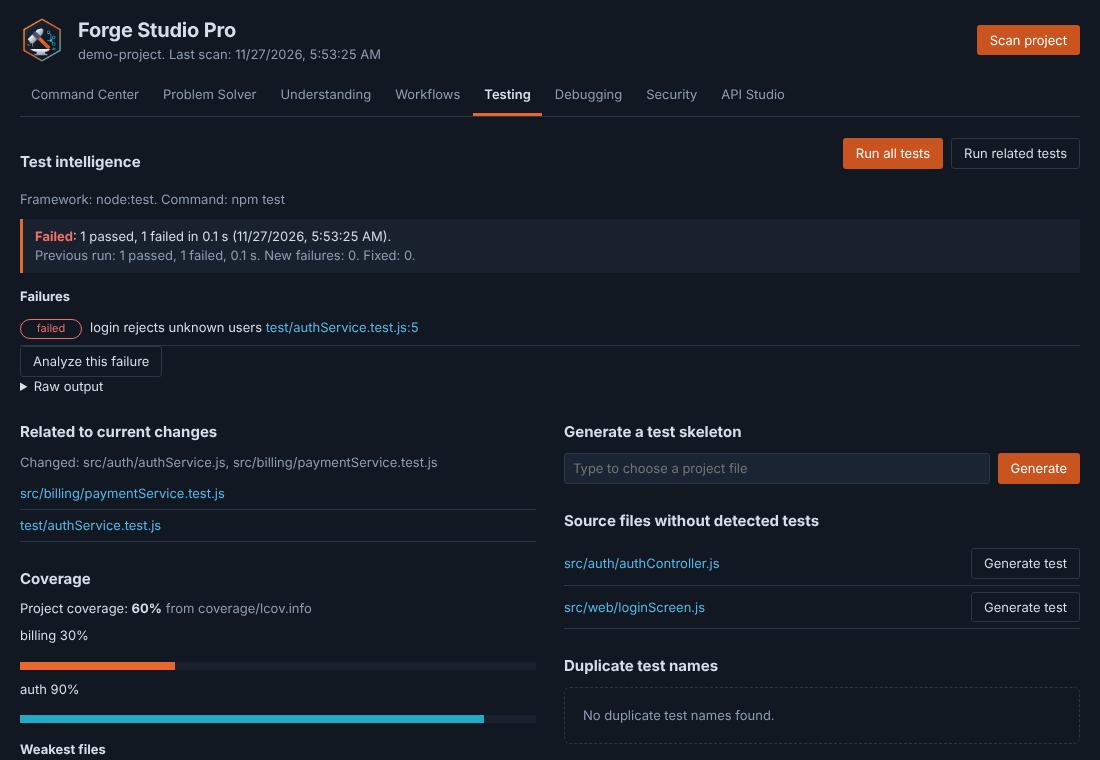 Forge Studio Pro
demo-project. Last scan: 11/27/2026, 5:53:25 AM
Scan project
Command Center
Problem Solver
Understanding
Workflows
Testing
Debugging
Security
API Studio
Test intelligence
Run all tests
Run related tests
Framework: node:test. Command: npm test
Failed: 1 passed, 1 failed in 0.1 s (11/27/2026, 5:53:25 AM).
Previous run: 1 passed, 1 failed, 0.1 s. New failures: 0. Fixed: 0.
Failures
failed login rejects unknown users test/authService.test.js:5
Analyze this failure
Raw output
Related to current changes
Changed: src/auth/authService.js, src/billing/paymentService.test.js
src/billing/paymentService.test.js
test/authService.test.js
Coverage
Project coverage: 60% from coverage/lcov.info
billing 30%
auth 90%
Weakest files
Generate a test skeleton
Type to choose a project file
Generate
Source files without detected tests
src/auth/authController.js
Generate test
src/web/loginScreen.js
Generate test
Duplicate test names
No duplicate test names found.